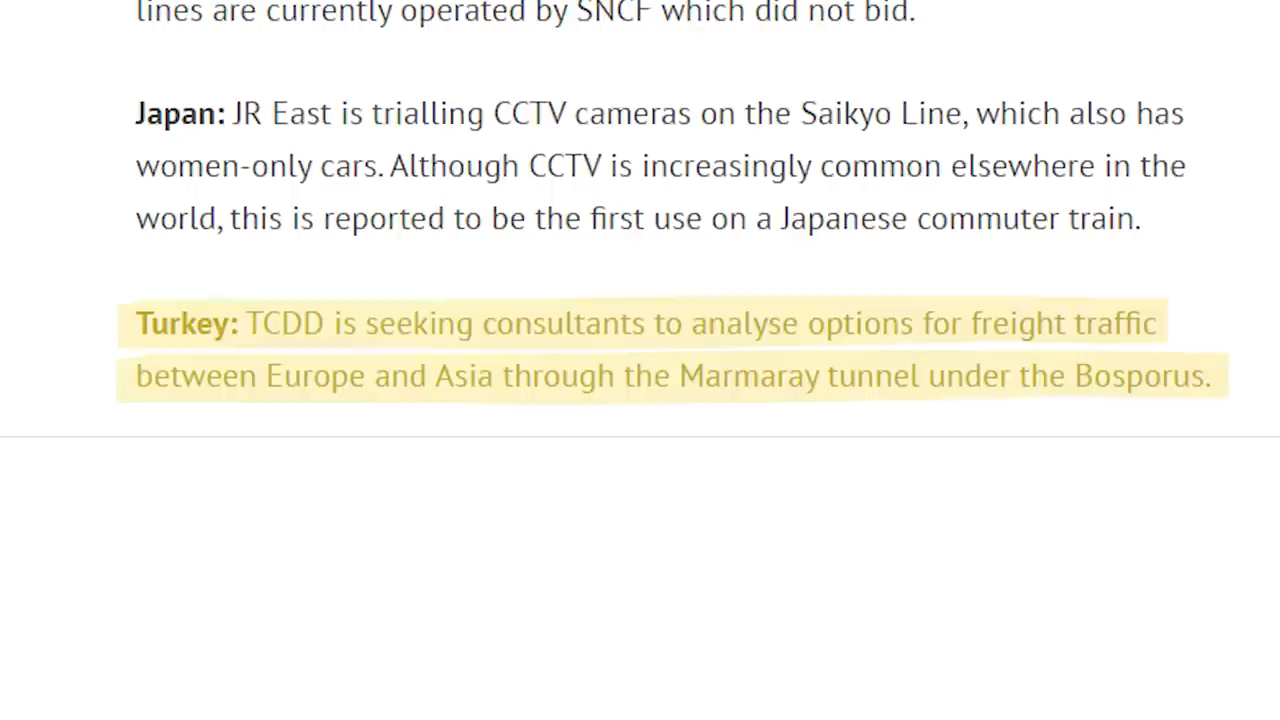 lines are currently operated by SNCF which did not bid.
Japan: JR East is trialling CCTV cameras on the Saikyo Line, which also has
women-only cars. Although CCTV is increasingly common elsewhere in the
world, this is reported to be the first use on a Japanese commuter train.
Turkey: TCDD is seeking consultants to analyse options for freight traffic
between Europe and Asia through the Marmaray tunnel under the Bosporus.